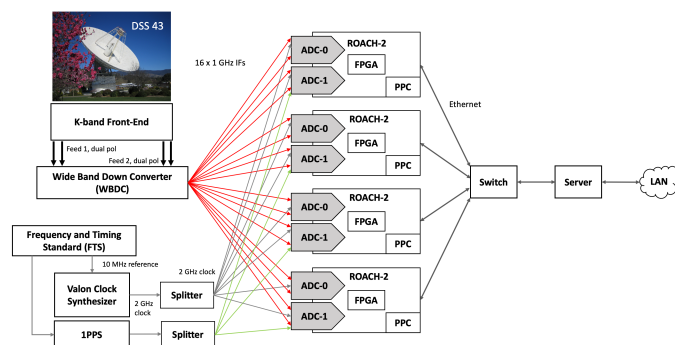 DSS 43
K-band Front-End
Feed 1, dual pol
Feed 2, dual pol
Wide Band Down Converter
(WBDC)
16 x 1 GHz IFs
Frequency and Timing
Standard (FTS)
10 MHz reference
Valon Clock
Synthesizer
2 GHz
clock
2 GHz clock
Splitter
1PPS
Splitter
ADC-0
ROACH-2
FPGA
ADC-1
PPC
ADC-0
ROACH-2
FPGA
ADC-1
PPC
ADC-0
ROACH-2
FPGA
ADC-1
PPC
ADC-0
ROACH-2
FPGA
ADC-1
PPC
Ethernet
Switch
Server
LAN